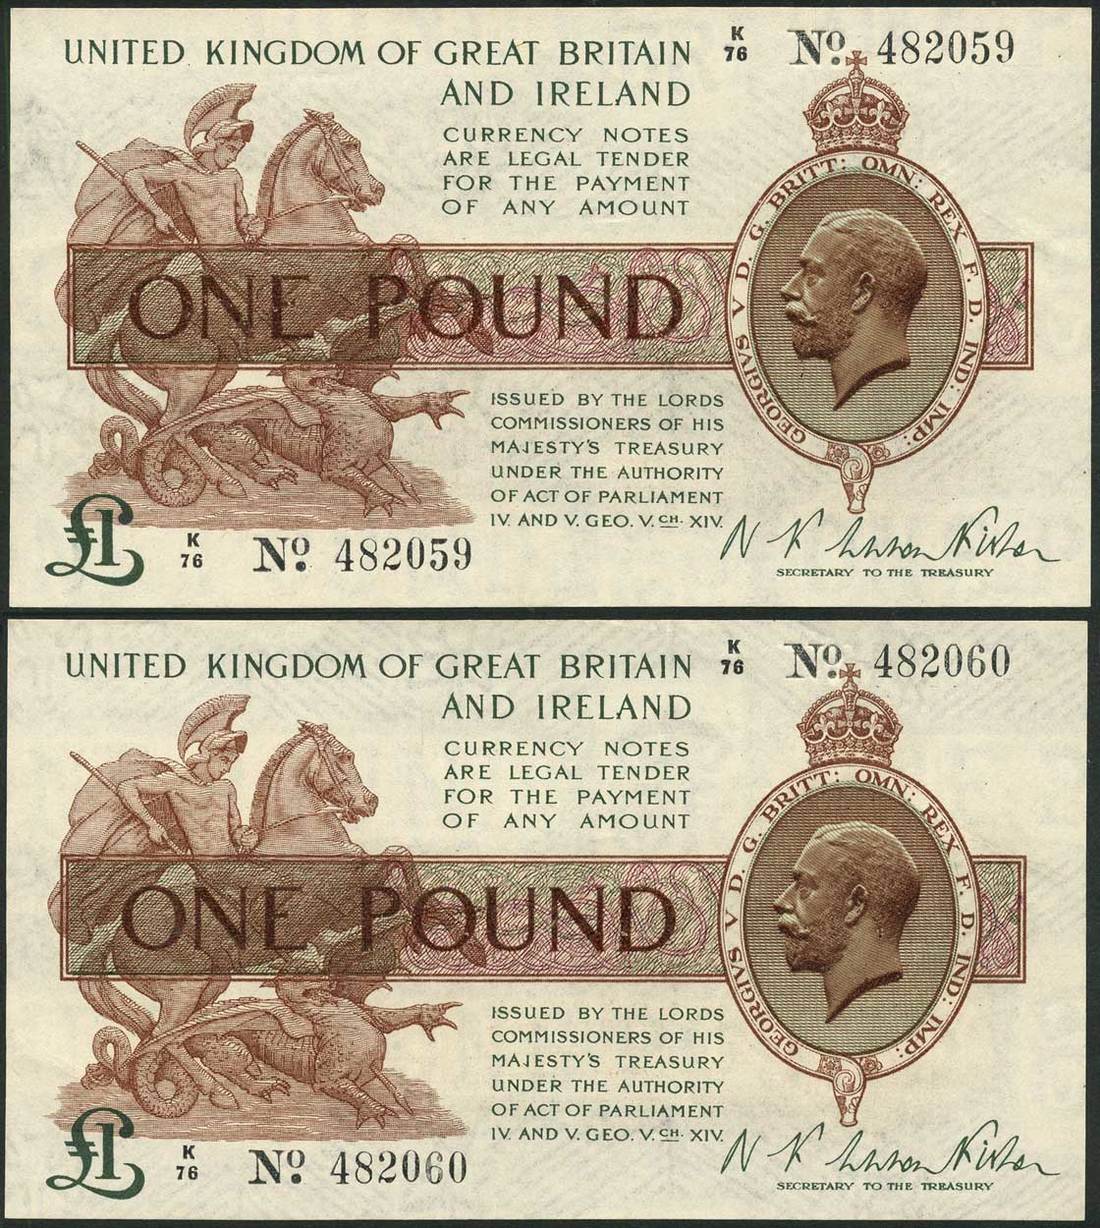 UNITED KINGDOM OF GREAT BRITAIN
AND IRELAND
K
76
No. 482059
CURRENCY NOTES
ARE LEGAL TENDER
FOR THE PAYMENT
OF ANY AMOUNT
ONE POUND
GEORGIVS V D. G. BRITT: OMN: REX F. D. IND: IMP:
ISSUED BY THE LORDS
COMMISSIONERS OF HIS
MAJESTY'S TREASURY
UNDER THE AUTHORITY
OF ACT OF PARLIAMENT
IV. AND V. GEO. V. CH. XIV.
£1
K
76
No. 482059
N K Warren Fisher
SECRETARY TO THE TREASURY
UNITED KINGDOM OF GREAT BRITAIN
AND IRELAND
K
76
No. 482060
CURRENCY NOTES
ARE LEGAL TENDER
FOR THE PAYMENT
OF ANY AMOUNT
ONE POUND
GEORGIVS V D. G. BRITT: OMN: REX F. D. IND: IMP:
ISSUED BY THE LORDS
COMMISSIONERS OF HIS
MAJESTY'S TREASURY
UNDER THE AUTHORITY
OF ACT OF PARLIAMENT
IV. AND V. GEO. V. CH. XIV.
£1
K
76
No. 482060
N K Warren Fisher
SECRETARY TO THE TREASURY